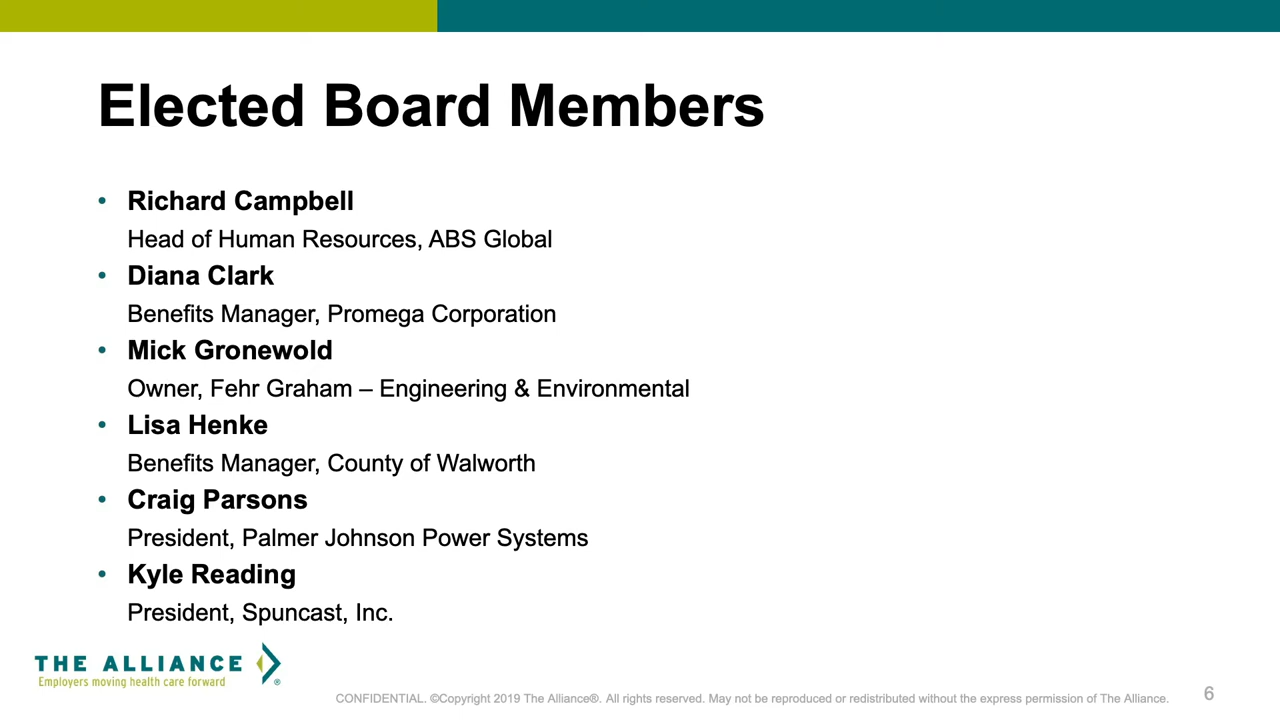 Elected Board Members
• Richard Campbell
Head of Human Resources, ABS Global
• Diana Clark
Benefits Manager, Promega Corporation
• Mick Gronewold
Owner, Fehr Graham – Engineering & Environmental
• Lisa Henke
Benefits Manager, County of Walworth
• Craig Parsons
President, Palmer Johnson Power Systems
• Kyle Reading
President, Spuncast, Inc.
THE ALLIANCE
Employers moving health care forward ®
CONFIDENTIAL. ©Copyright 2019 The Alliance®. All rights reserved. May not be reproduced or redistributed without the express permission of The Alliance.
6